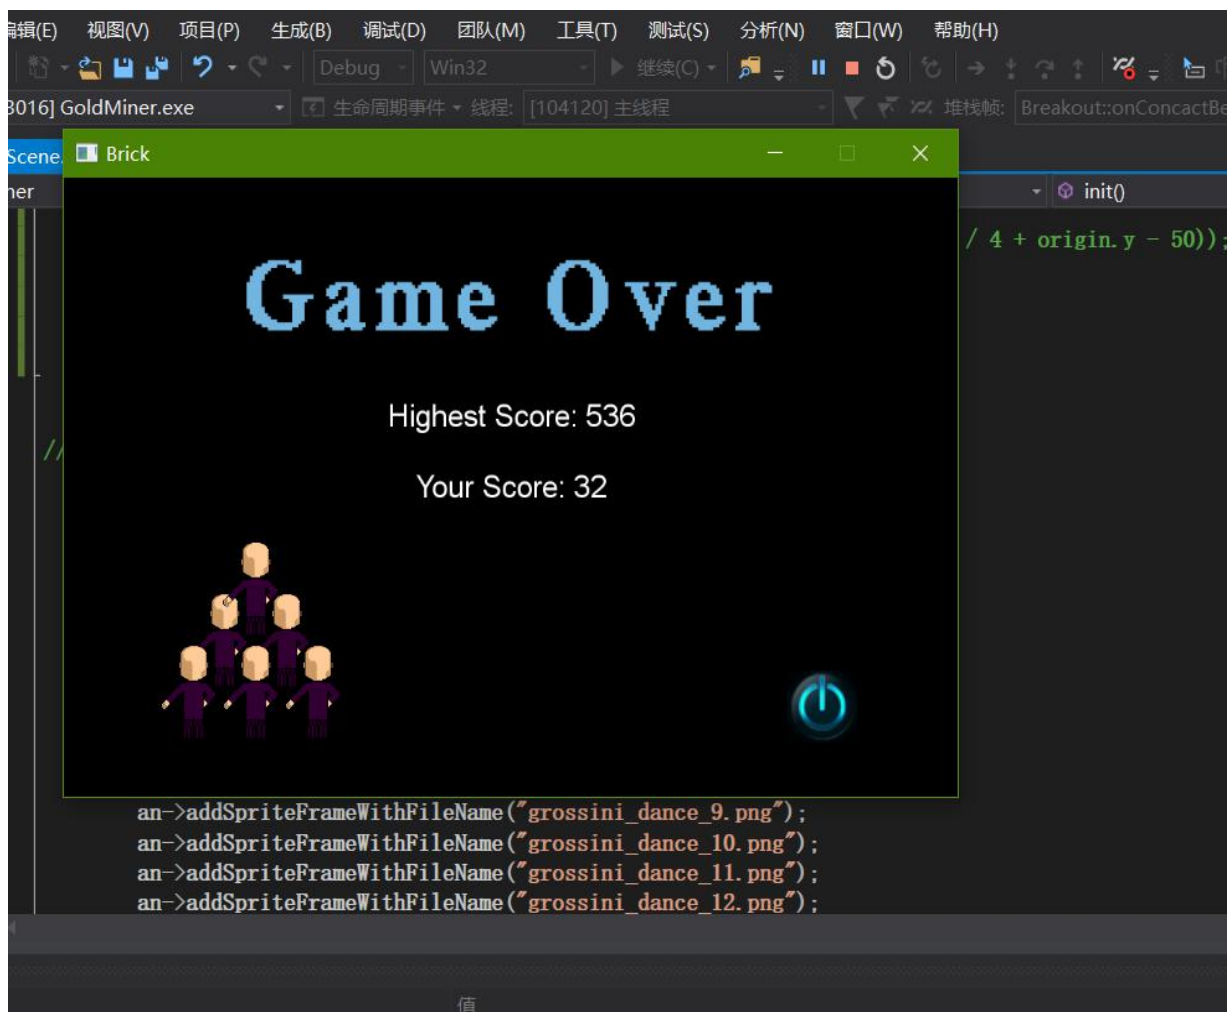 编辑(E) 视图(V) 项目(P) 生成(B) 调试(D) 团队(M) 工具(T) 测试(S) 分析(N) 窗口(W) 帮助(H)
Debug Win32 继续(C)
3016] GoldMiner.exe 生命周期事件 线程: [104120] 主线程 堆栈帧: Breakout::onConcactBe
Scene. Brick
ner init()
/ 4 + origin.y - 50));
Game Over
Highest Score: 536
//
Your Score: 32
an->addSpriteFrameWithFileName("grossini_dance_9.png");
an->addSpriteFrameWithFileName("grossini_dance_10.png");
an->addSpriteFrameWithFileName("grossini_dance_11.png");
an->addSpriteFrameWithFileName("grossini_dance_12.png");
值